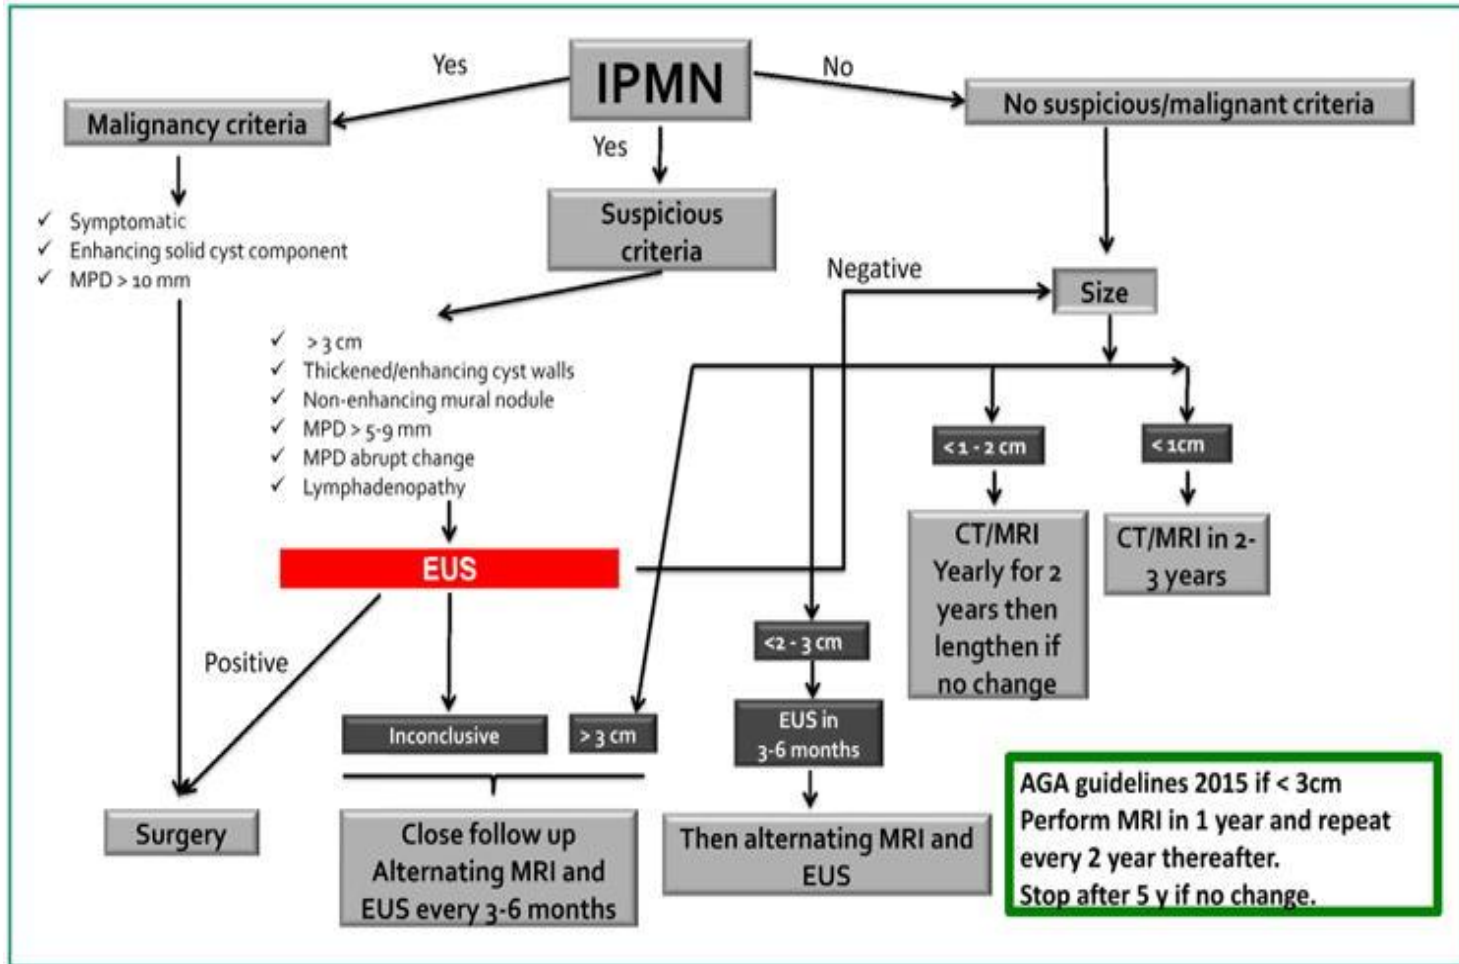 IPMN
Yes
No
Malignancy criteria
No suspicious/malignant criteria
Yes
✓ Symptomatic
✓ Enhancing solid cyst component
✓ MPD > 10 mm
Suspicious
criteria
Negative
Size
✓ > 3 cm
✓ Thickened/enhancing cyst walls
✓ Non-enhancing mural nodule
✓ MPD > 5-9 mm
✓ MPD abrupt change
✓ Lymphadenopathy
< 1 - 2 cm
< 1cm
CT/MRI
Yearly for 2
years then
lengthen if
no change
CT/MRI in 2-
3 years
EUS
<2 - 3 cm
Positive
Inconclusive
> 3 cm
EUS in
3-6 months
Surgery
Close follow up
Alternating MRI and
EUS every 3-6 months
Then alternating MRI and
EUS
AGA guidelines 2015 if < 3cm
Perform MRI in 1 year and repeat
every 2 year thereafter.
Stop after 5 y if no change.